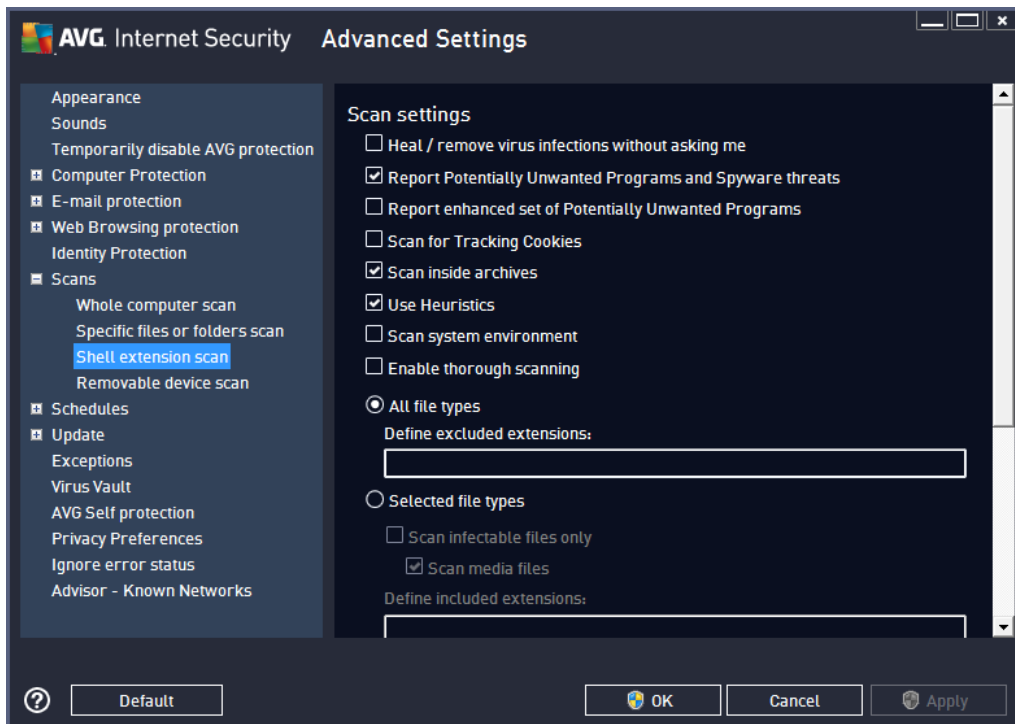 AVG. Internet Security Advanced Settings
Appearance
Sounds
Temporarily disable AVG protection
Computer Protection
E-mail protection
Web Browsing protection
Identity Protection
Scans
Whole computer scan
Specific files or folders scan
Shell extension scan
Removable device scan
Schedules
Update
Exceptions
Virus Vault
AVG Self protection
Privacy Preferences
Ignore error status
Advisor - Known Networks
Scan settings
Heal / remove virus infections without asking me
Report Potentially Unwanted Programs and Spyware threats
Report enhanced set of Potentially Unwanted Programs
Scan for Tracking Cookies
Scan inside archives
Use Heuristics
Scan system environment
Enable thorough scanning
All file types
Define excluded extensions:
Selected file types
Scan infectable files only
Scan media files
Define included extensions:
Default
OK
Cancel
Apply